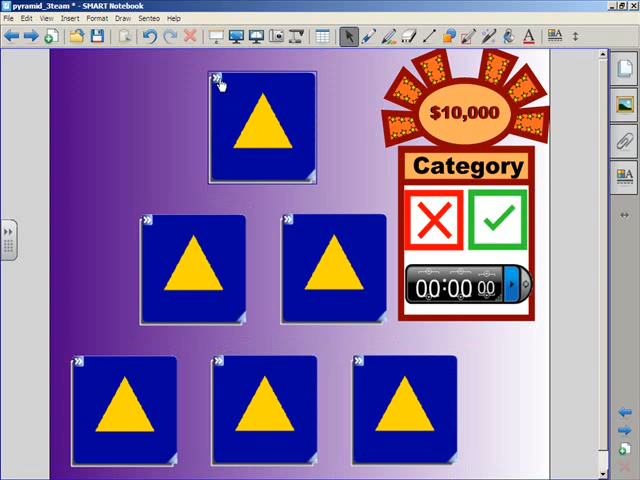 pyramid_3team * - SMART Notebook
File Edit View Insert Format Draw Senteo Help
$10,000
Category
00:00 00